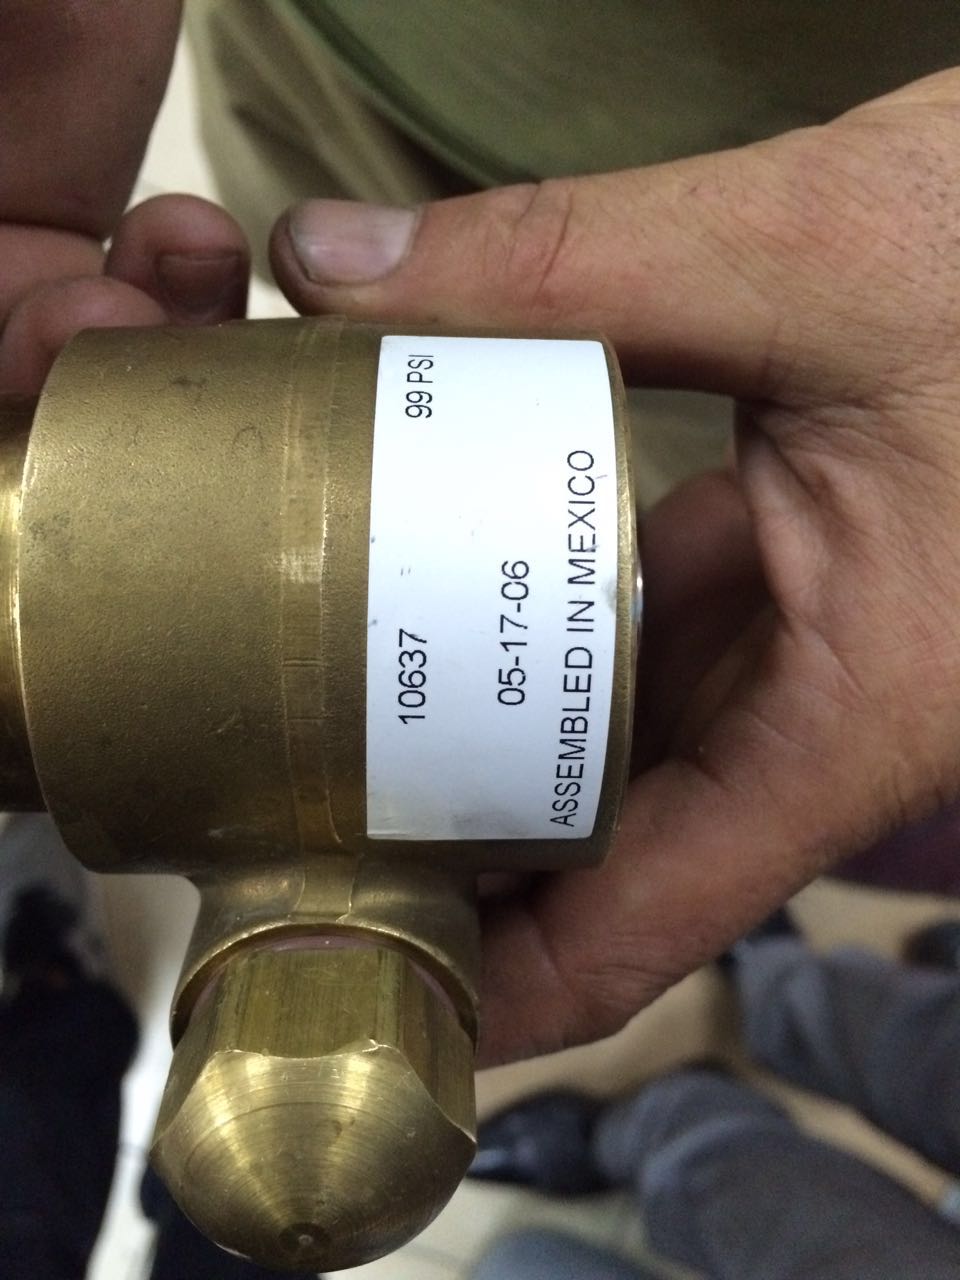 10637 99 PSI
05-17-06
ASSEMBLED IN MEXICO